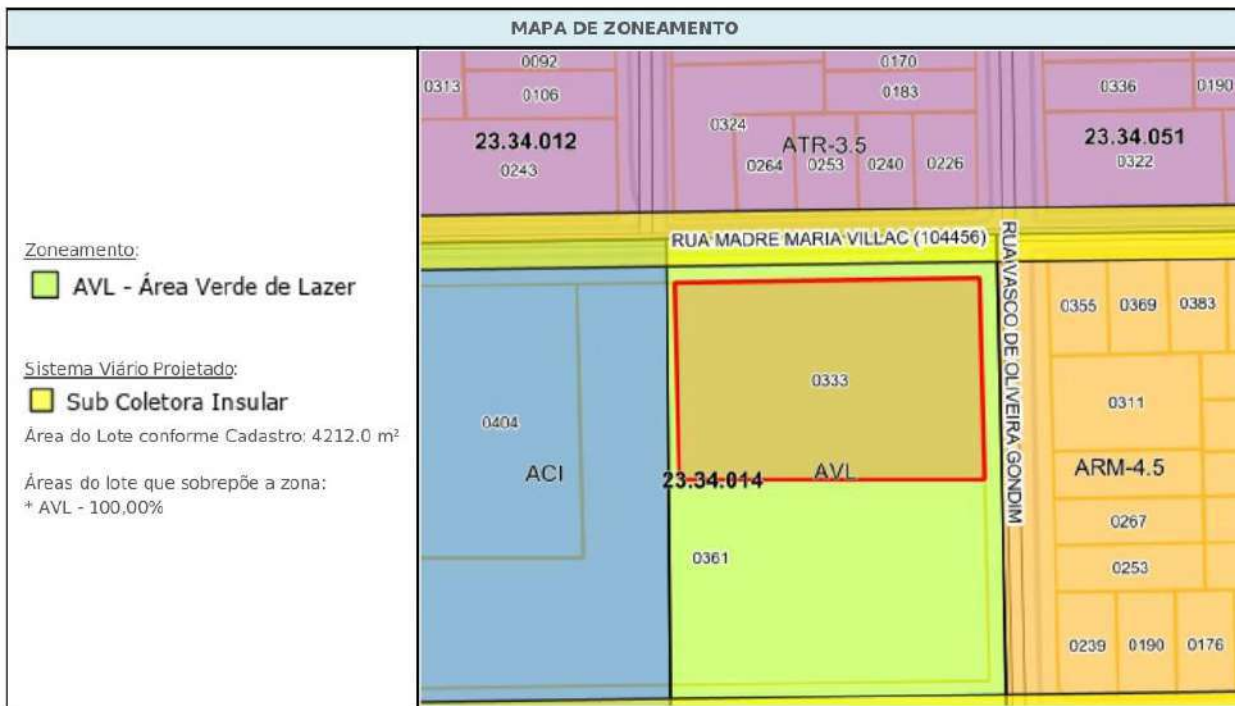 MAPA DE ZONEAMENTO
Zoneamento:
AVL - Área Verde de Lazer
Sistema Viário Projetado:
Sub Coletora Insular
Área do Lote conforme Cadastro: 4212.0 m²
Áreas do lote que sobrepõe a zona:
* AVL - 100,00%
0092
0170
0313
0106
0183
0336
0190
0324
23.34.012
ATR-3.5
23.34.051
0243
0264
0253
0240
0226
0322
RUA MADRE MARIA VILLAC (104456)
RUA VASCO DE OLIVEIRA GONDIM
0355
0369
0383
0333
0311
0404
ACI
23.34.014
AVL
ARM-4.5
0267
0361
0253
0239
0190
0176